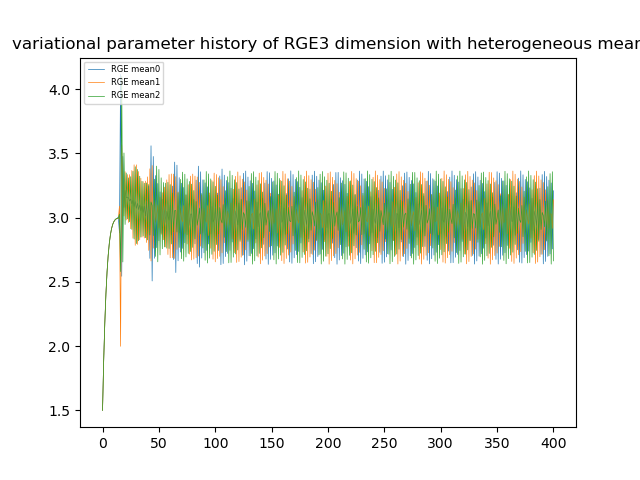 variational parameter history of RGE3 dimension with heterogeneous mean
RGE mean0
RGE mean1
RGE mean2
4.0
3.5
3.0
2.5
2.0
1.5
0 50 100 150 200 250 300 350 400